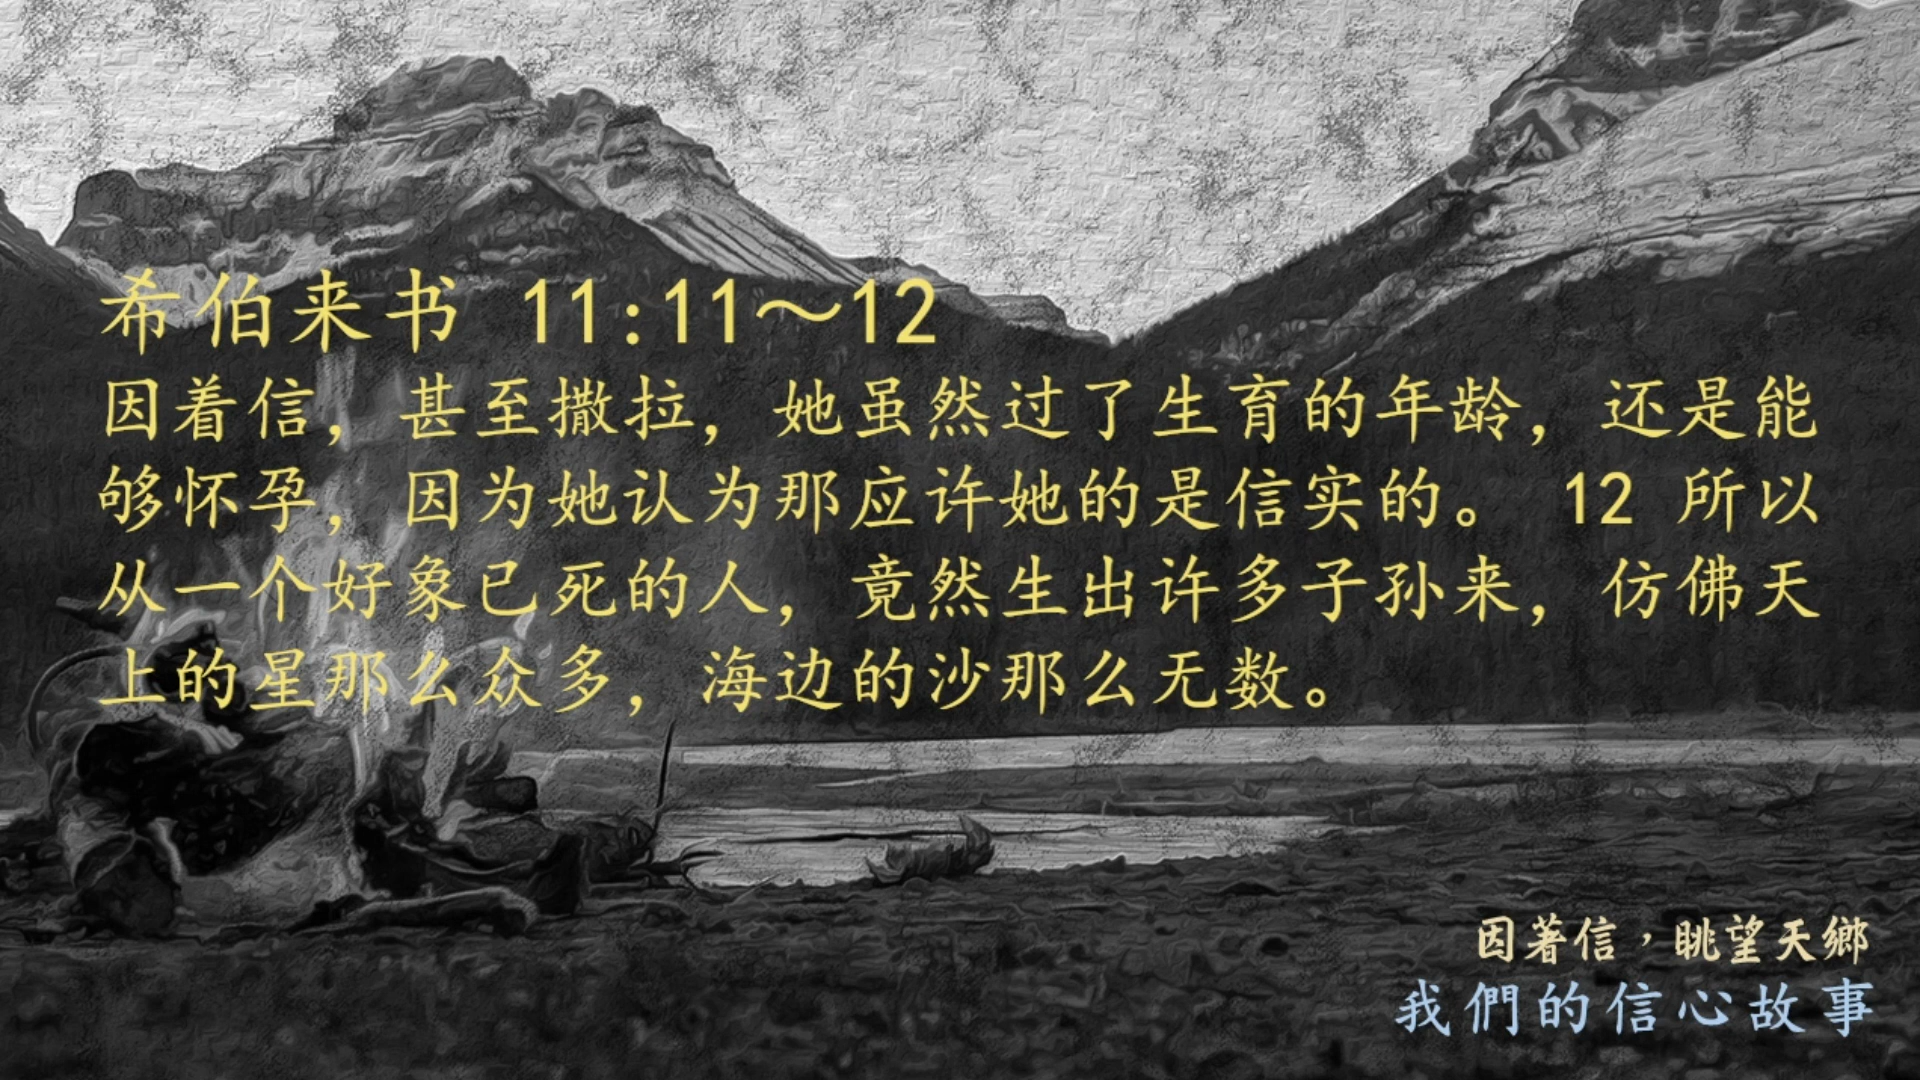 希伯来书 11:11～12
因着信，甚至撒拉，她虽然过了生育的年龄，还是能
够怀孕，因为她认为那应许她的是信实的。 12 所以
从一个好象已死的人，竟然生出许多子孙来，仿佛天
上的星那么众多，海边的沙那么无数。
因著信，眺望天鄉
我們的信心故事